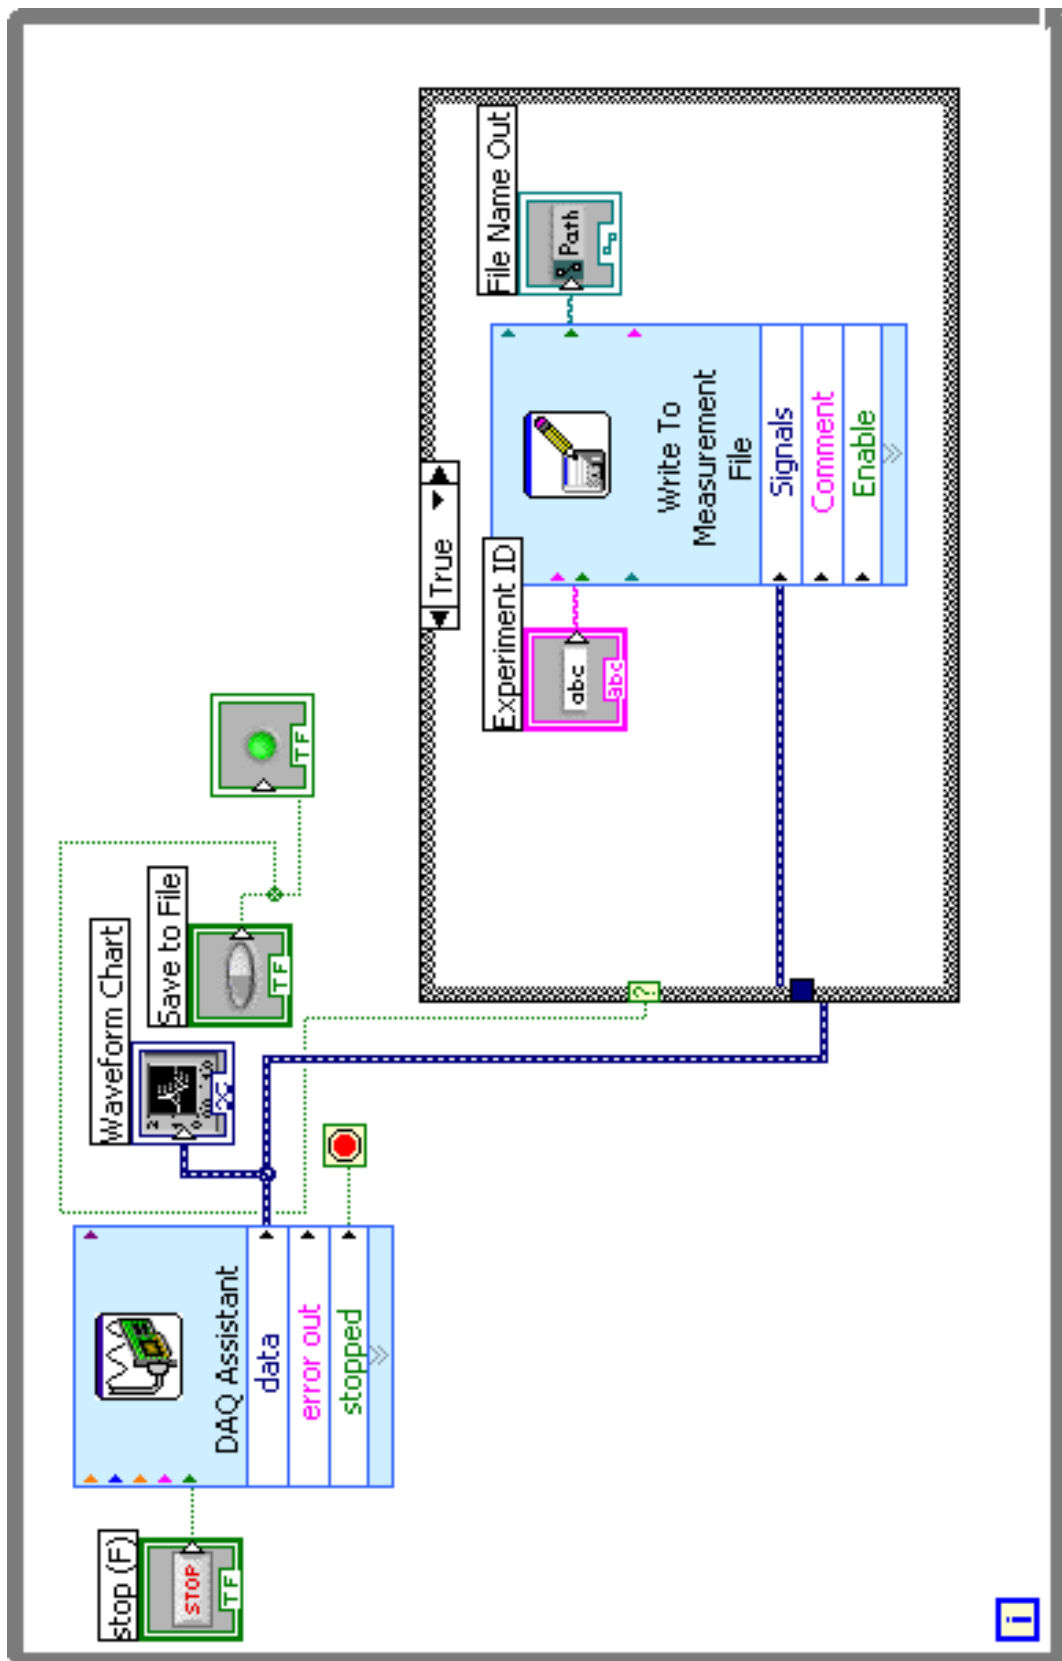 stop (F)
STOP
TF
DAQ Assistant
data
error out
stopped
Waveform Chart
Save to File
TF
TF
?
True
Experiment ID
abc
abc
Write To
Measurement
File
Signals
Comment
Enable
File Name Out
Path
i